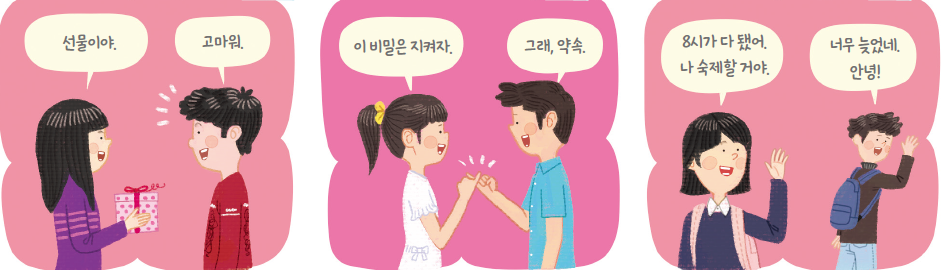 선물이야.
고마워.
이 비밀은 지켜자.
그래, 약속.
8시가 다 됐어.
나 숙제할 거야.
너무 늦었네.
안녕!